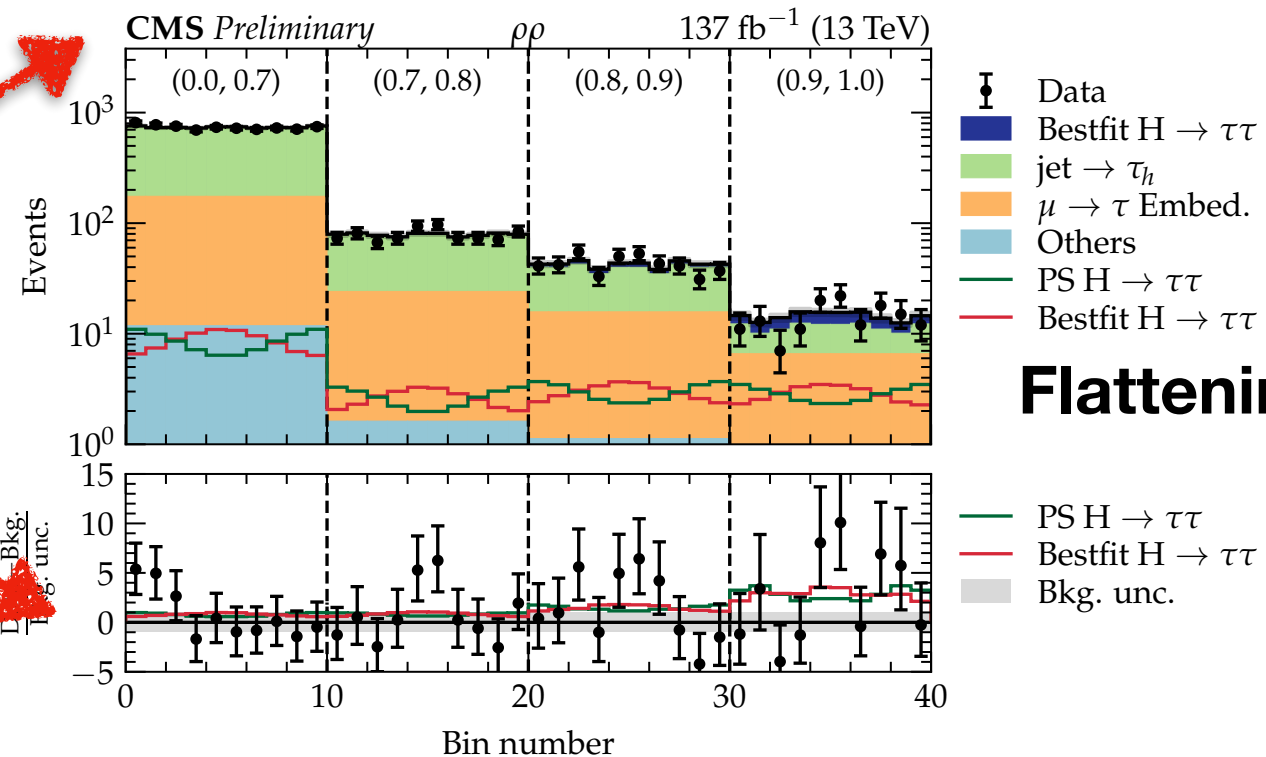 CMS Preliminary ρρ 137 fb⁻¹ (13 TeV)
(0.0, 0.7) (0.7, 0.8) (0.8, 0.9) (0.9, 1.0)
Events
10³
10²
10¹
10⁰
Data
Bestfit H → ττ
jet → τₕ
μ → τ Embed.
Others
PS H → ττ
Bestfit H → ττ
Flattenin
−Bkg.
unc.
15
10
5
0
−5
PS H → ττ
Bestfit H → ττ
Bkg. unc.
0 10 20 30 40
Bin number